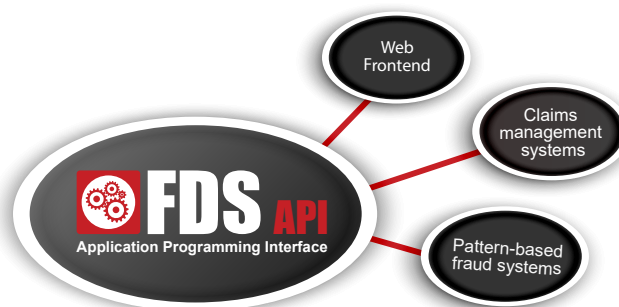 Web
Frontend
Claims
management
systems
FDS API
Application Programming Interface
Pattern-based
fraud systems